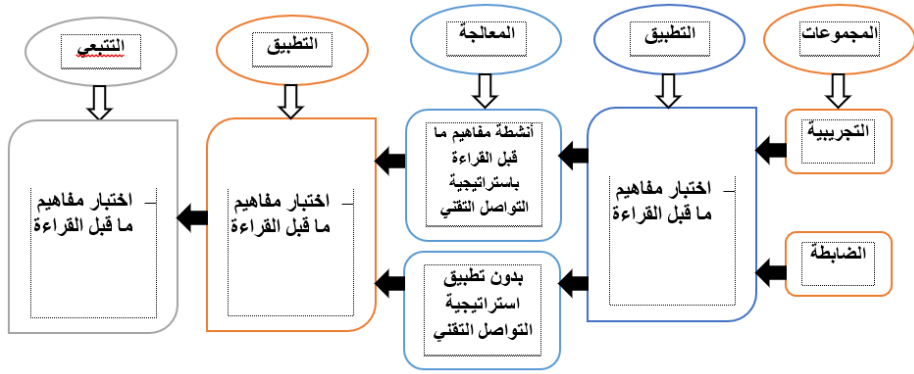 المجموعات
التطبيق
المعالجة
التطبيق
التتبعي
التجريبية
الضابطة
– اختبار مفاهيم
ما قبل القراءة
أنشطة مفاهيم ما
قبل القراءة
باستراتيجية
التواصل التقني
بدون تطبيق
استراتيجية
التواصل التقني
– اختبار مفاهيم
ما قبل القراءة
– اختبار مفاهيم
ما قبل القراءة